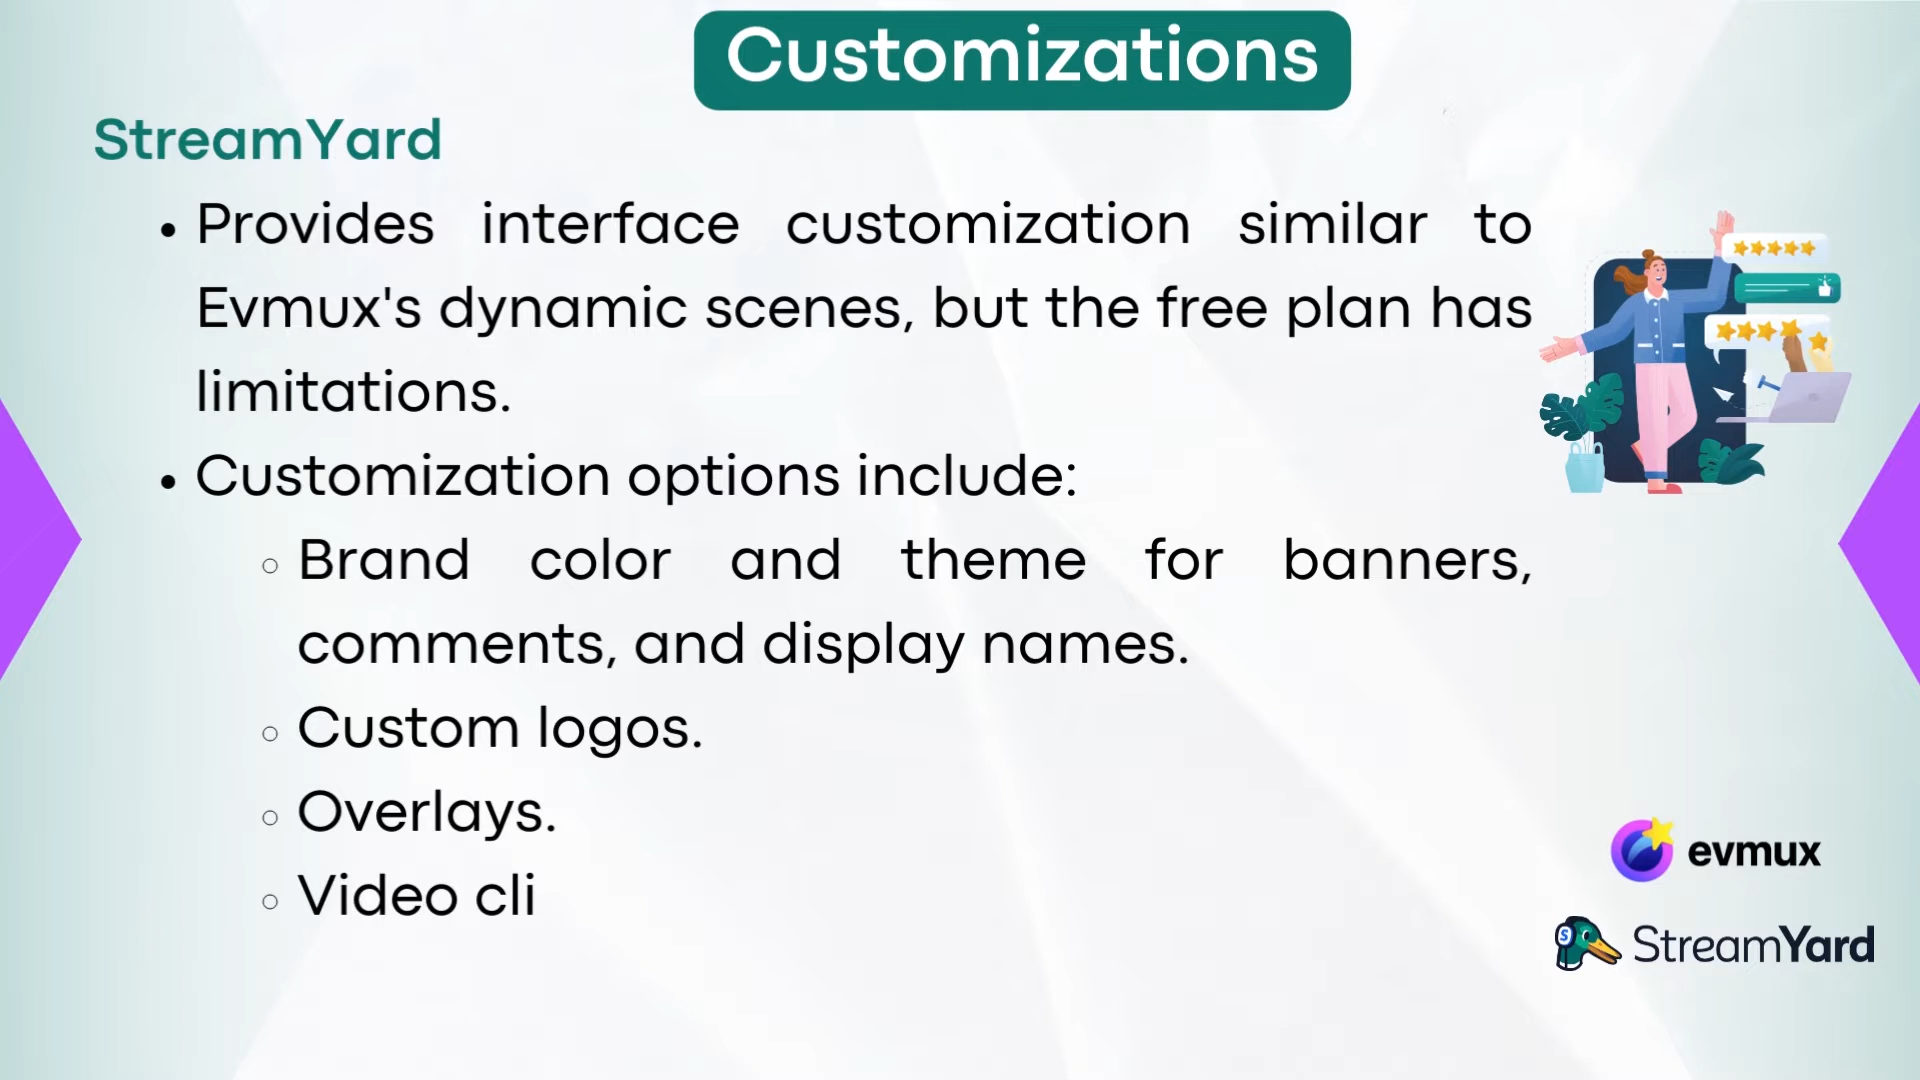 Customizations
StreamYard
• Provides interface customization similar to
Evmux's dynamic scenes, but the free plan has
limitations.
• Customization options include:
○ Brand color and theme for banners,
comments, and display names.
○ Custom logos.
○ Overlays.
○ Video cli
evmux
StreamYard